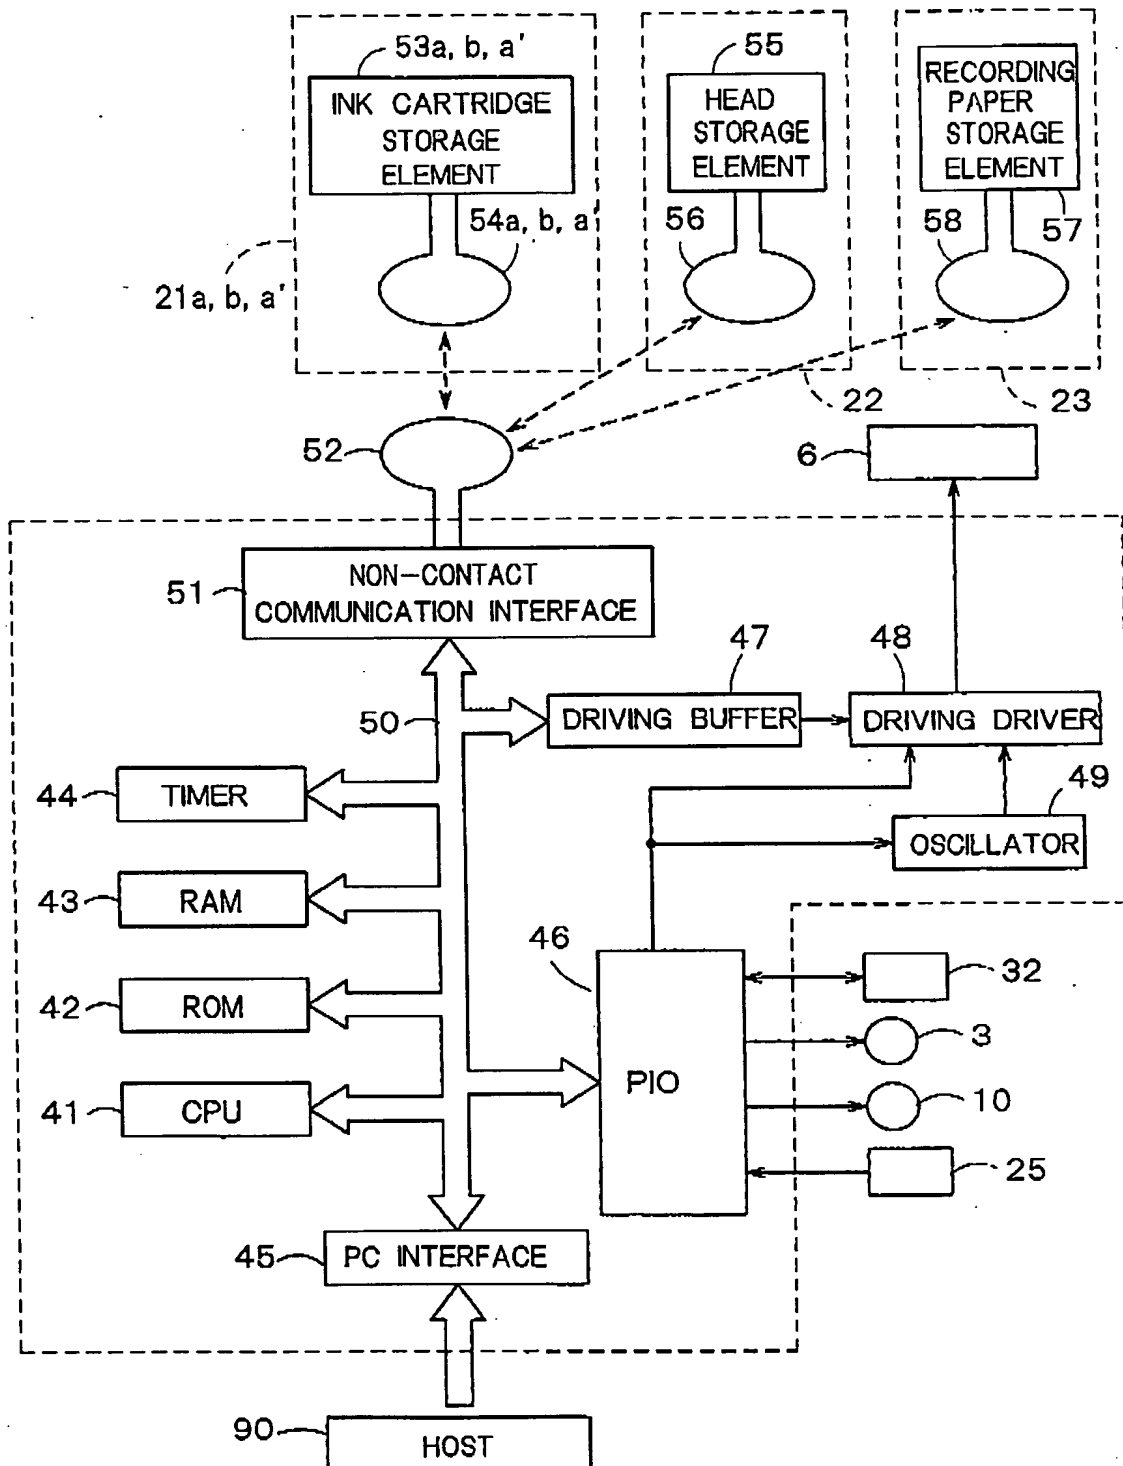 53a, b, a'
INK CARTRIDGE
STORAGE
ELEMENT
54a, b, a'
21a, b, a'
55
HEAD
STORAGE
ELEMENT
56
22
RECORDING
PAPER
STORAGE
ELEMENT
57
58
23
52
6
51
NON-CONTACT
COMMUNICATION INTERFACE
50
47
DRIVING BUFFER
48
DRIVING DRIVER
44
TIMER
49
OSCILLATOR
43
RAM
42
ROM
41
CPU
46
PIO
32
3
10
25
45
PC INTERFACE
90
HOST